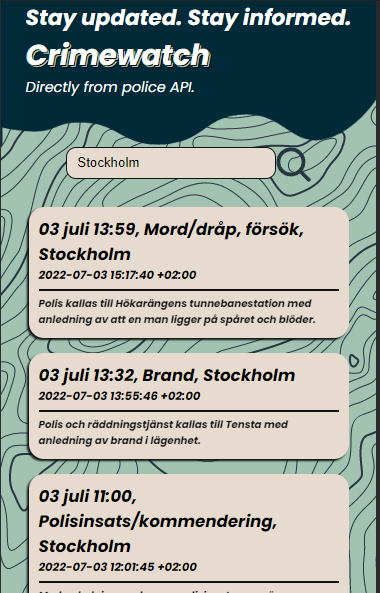 Stay updated. Stay informed.
Crimewatch
Directly from police API.
Stockholm
03 juli 13:59, Mord/dråp, försök,
Stockholm
2022-07-03 15:17:40 +02:00
Polis kallas till Hökarängens tunnebanestation med
anledning av att en man ligger på spåret och blöder.
03 juli 13:32, Brand, Stockholm
2022-07-03 13:55:46 +02:00
Polis och räddningstjänst kallas till Tensta med
anledning av brand i lägenhet.
03 juli 11:00,
Polisinsats/kommendering,
Stockholm
2022-07-03 12:01:45 +02:00